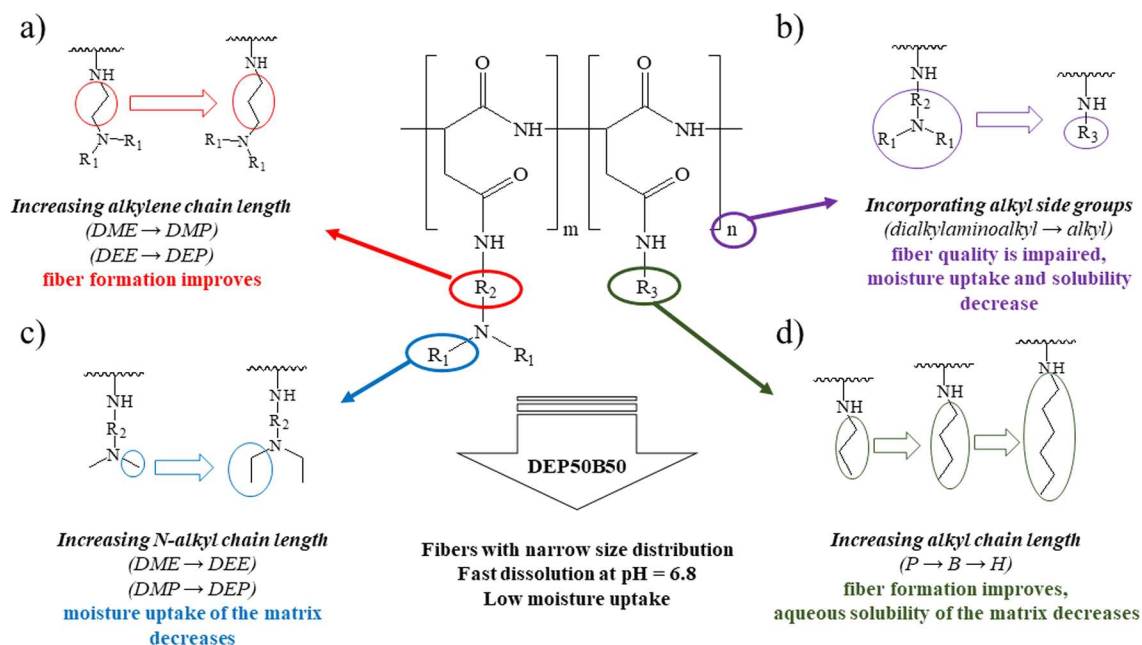 a)
NH
N
R1
R1
NH
N
R1
R1
Increasing alkylene chain length
(DME → DMP)
(DEE → DEP)
fiber formation improves
O
NH
O
NH
R2
N
R1
R1
m
O
NH
O
NH
R3
n
b)
NH
R2
N
R1
R1
NH
R3
Incorporating alkyl side groups
(dialkylaminoalkyl → alkyl)
fiber quality is impaired,
moisture uptake and solubility
decrease
c)
NH
R2
N
NH
R2
N
Increasing N-alkyl chain length
(DME → DEE)
(DMP → DEP)
moisture uptake of the matrix
decreases
DEP50B50
Fibers with narrow size distribution
Fast dissolution at pH = 6.8
Low moisture uptake
d)
NH
NH
NH
Increasing alkyl chain length
(P → B → H)
fiber formation improves,
aqueous solubility of the matrix decreases